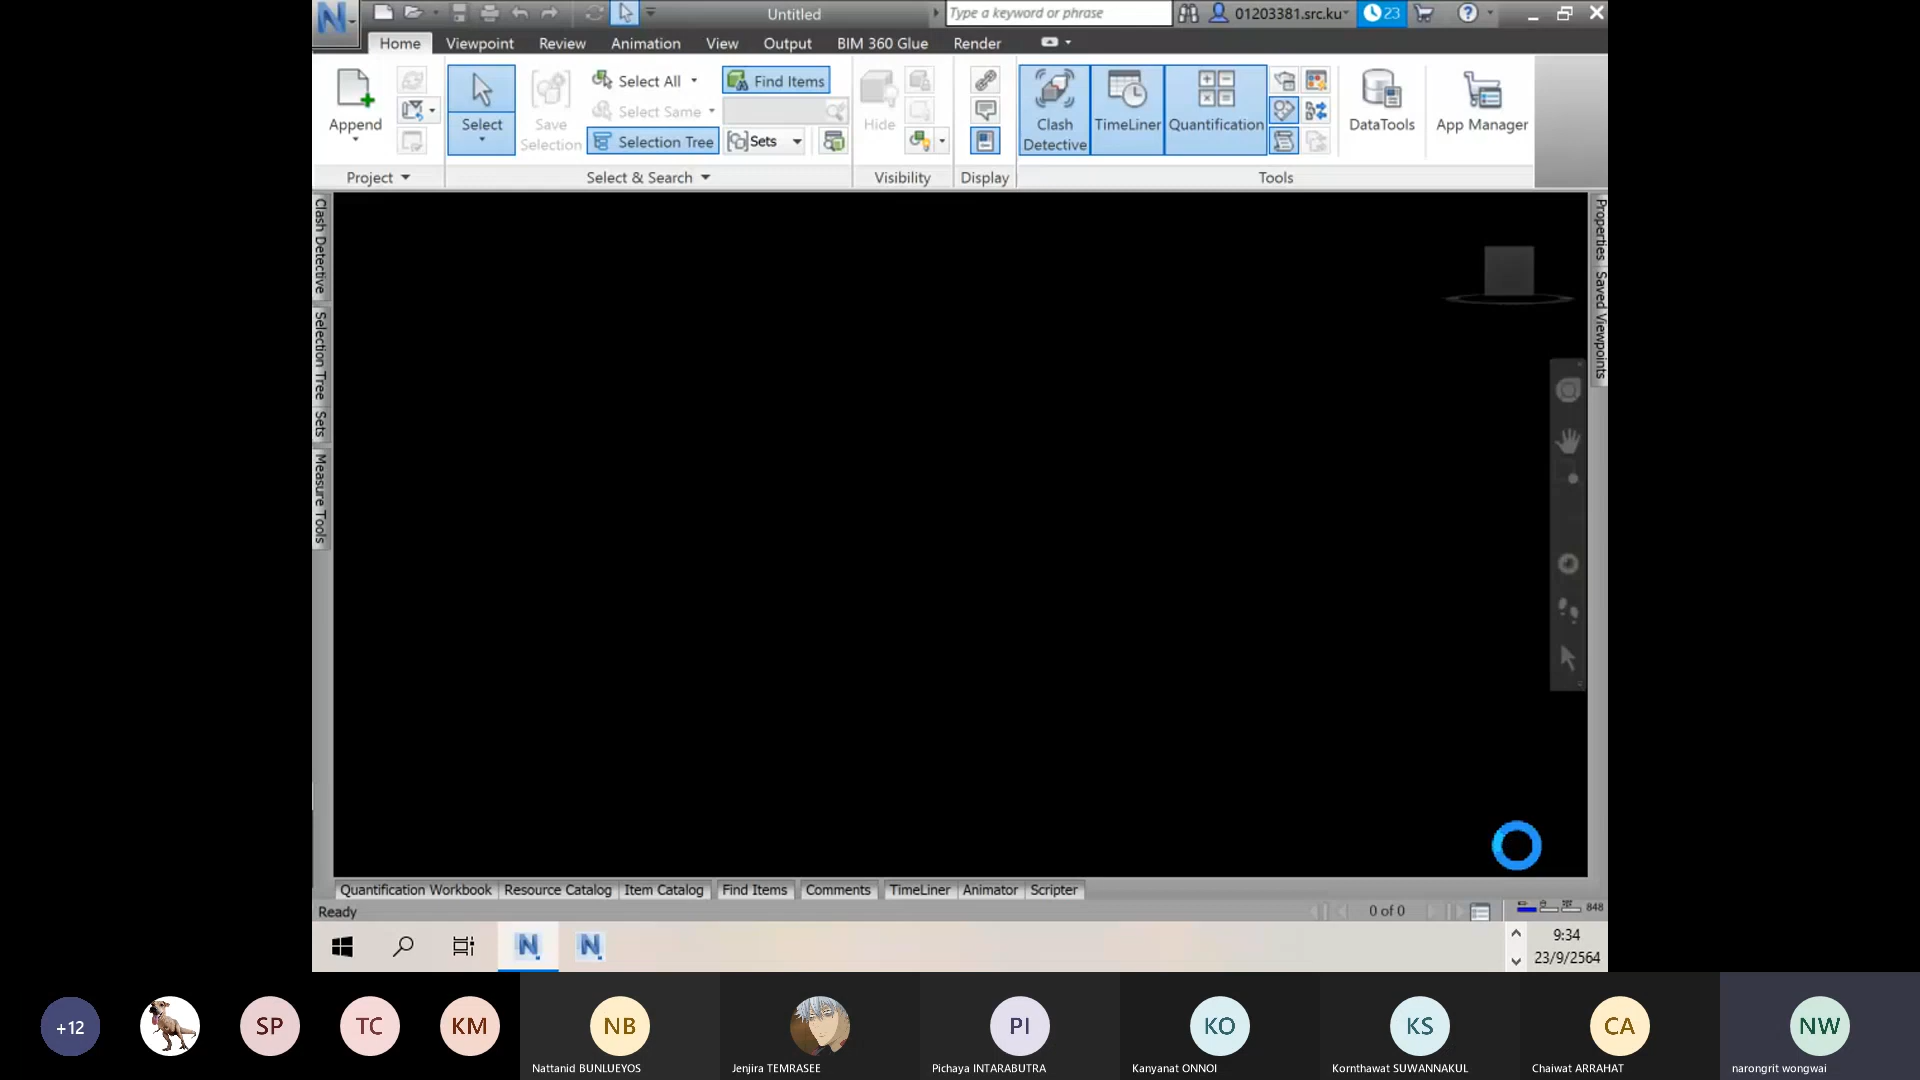 Untitled
Type a keyword or phrase
01203381.src.ku
23
Home
Viewpoint
Review
Animation
View
Output
BIM 360 Glue
Render
Append
Select
Save Selection
Select All
Select Same
Selection Tree
Find Items
Sets
Hide
Clash Detective
TimeLiner
Quantification
DataTools
App Manager
Project
Select & Search
Visibility
Display
Tools
Clash Detective
Selection Tree
Sets
Measure Tools
Properties
Saved Viewpoints
Quantification Workbook
Resource Catalog
Item Catalog
Find Items
Comments
TimeLiner
Animator
Scripter
Ready
0 of 0
848
9:34
23/9/2564
+12
SP
TC
KM
NB
PI
KO
KS
CA
NW
Nattanid BUNLUEYOS
Jenjira TEMRASEE
Pichaya INTARABUTRA
Kanyanat ONNOI
Kornthawat SUWANNAKUL
Chaiwat ARRAHAT
narongrit wongwai